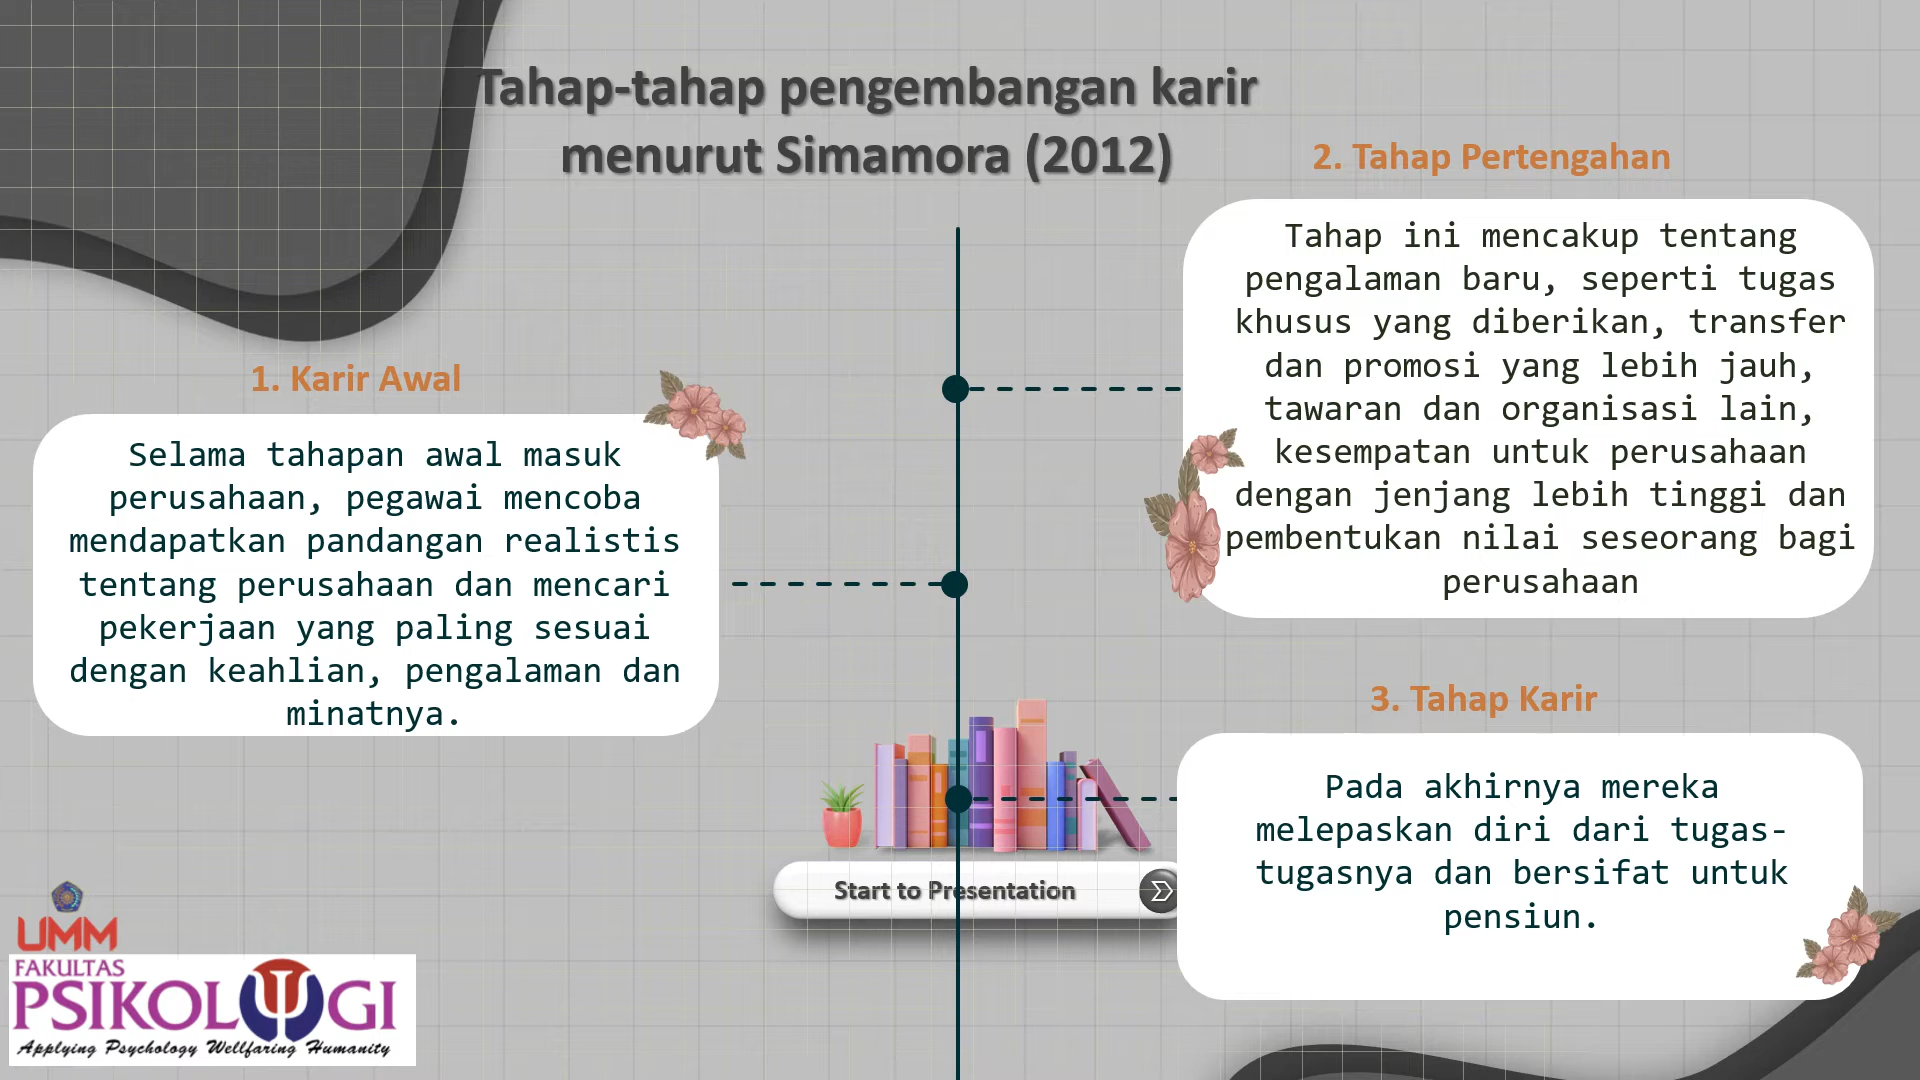 Tahap-tahap pengembangan karir
menurut Simamora (2012)
1. Karir Awal
Selama tahapan awal masuk
perusahaan, pegawai mencoba
mendapatkan pandangan realistis
tentang perusahaan dan mencari
pekerjaan yang paling sesuai
dengan keahlian, pengalaman dan
minatnya.
2. Tahap Pertengahan
Tahap ini mencakup tentang
pengalaman baru, seperti tugas
khusus yang diberikan, transfer
dan promosi yang lebih jauh,
tawaran dan organisasi lain,
kesempatan untuk perusahaan
dengan jenjang lebih tinggi dan
pembentukan nilai seseorang bagi
perusahaan
3. Tahap Karir
Pada akhirnya mereka
melepaskan diri dari tugas-
tugasnya dan bersifat untuk
pensiun.
Start to Presentation
UMM
FAKULTAS
PSIKOLOGI
Applying Psychology Wellfaring Humanity